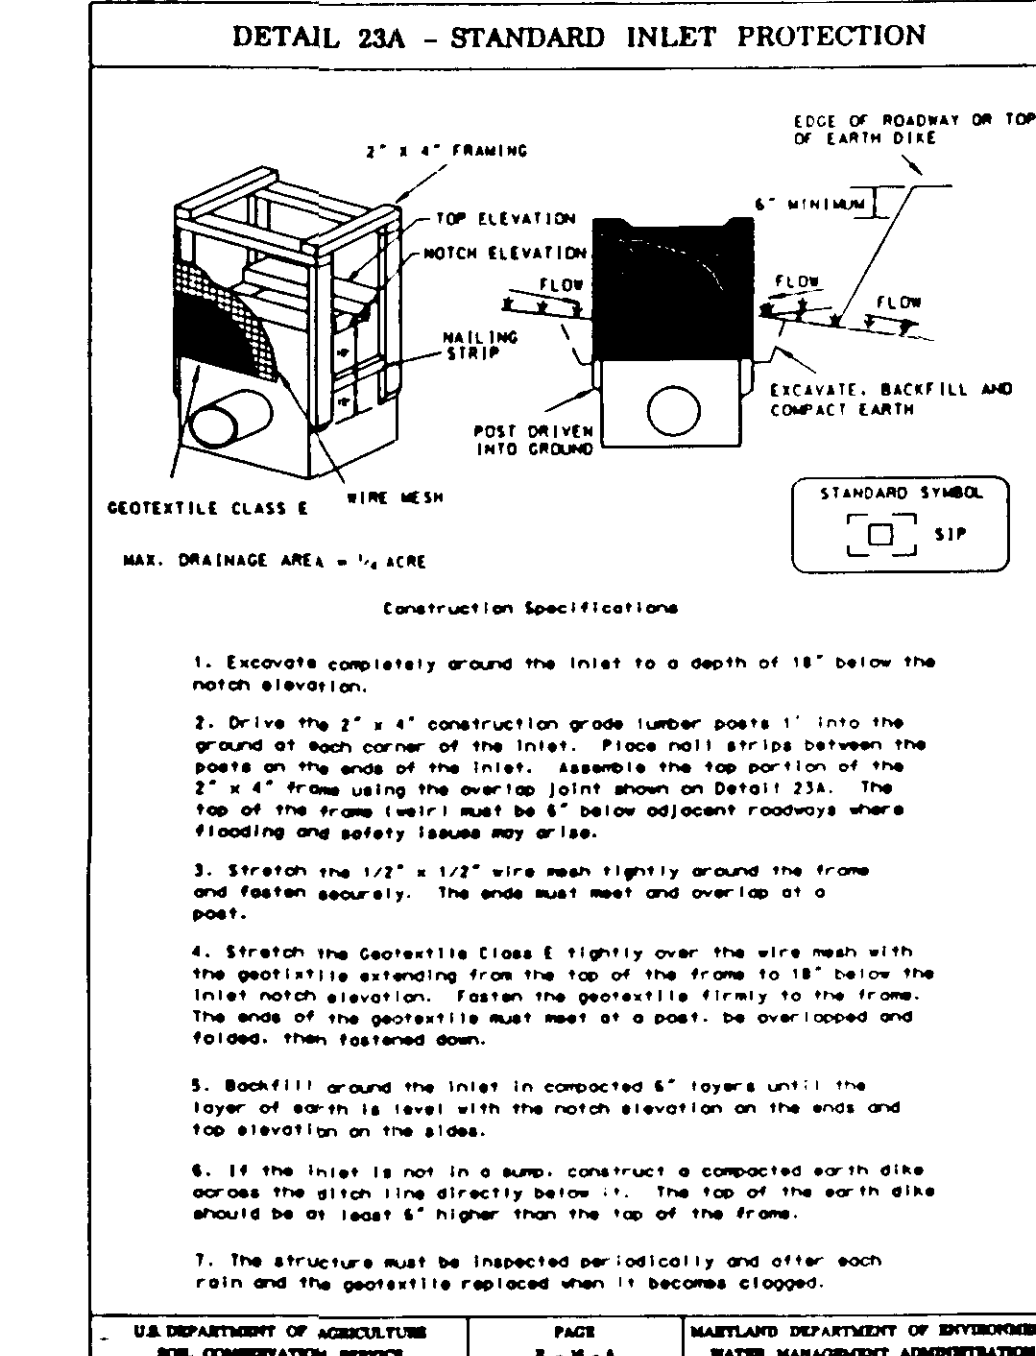 DETAIL 23A - STANDARD INLET PROTECTION
EDGE OF ROADWAY OR TOP
OF EARTH DIKE
2" X 4" FRAMING
6" MINIMUM
TOP ELEVATION
NOTCH ELEVATION
FLOW
FLOW
FLOW
NAILING
STRIP
EXCAVATE, BACKFILL AND
COMPACT EARTH
POST DRIVEN
INTO GROUND
WIRE MESH
GEOTEXTILE CLASS E
STANDARD SYMBOL
SIP
MAX. DRAINAGE AREA = 1/4 ACRE
Construction Specifications
1. Excavate completely around the inlet to a depth of 18" below the
notch elevation.
2. Drive the 2" x 4" construction grade lumber posts 1' into the
ground at each corner of the inlet. Place nail strips between the
posts on the ends of the inlet. Assemble the top portion of the
2" x 4" frame using the overlap joint shown on Detail 23A. The
top of the frame (weir) must be 6" below adjacent roadways where
flooding and safety issues may arise.
3. Stretch the 1/2" x 1/2" wire mesh tightly around the frame
and fasten securely. The ends must meet and overlap at a
post.
4. Stretch the Geotextile Class E tightly over the wire mesh with
the geotixtile extending from the top of the frame to 18" below the
inlet notch elevation. Fasten the geotextile firmly to the frame.
The ends of the geotextile must meet at a post, be overlapped and
folded, then fastened down.
5. Backfill around the inlet in compacted 6" layers until the
layer of earth is level with the notch elevation on the ends and
top elevation on the sides.
6. If the inlet is not in a sump, construct a compacted earth dike
across the ditch line directly below it. The top of the earth dike
should be at least 6" higher than the top of the frame.
7. The structure must be inspected periodically and after each
rain and the geotextile replaced when it becomes clogged.
U.S. DEPARTMENT OF AGRICULTURE
SOIL CONSERVATION SERVICE
PAGE
MARYLAND DEPARTMENT OF ENVIRONME
WATER MANAGEMENT ADMINISTRATION